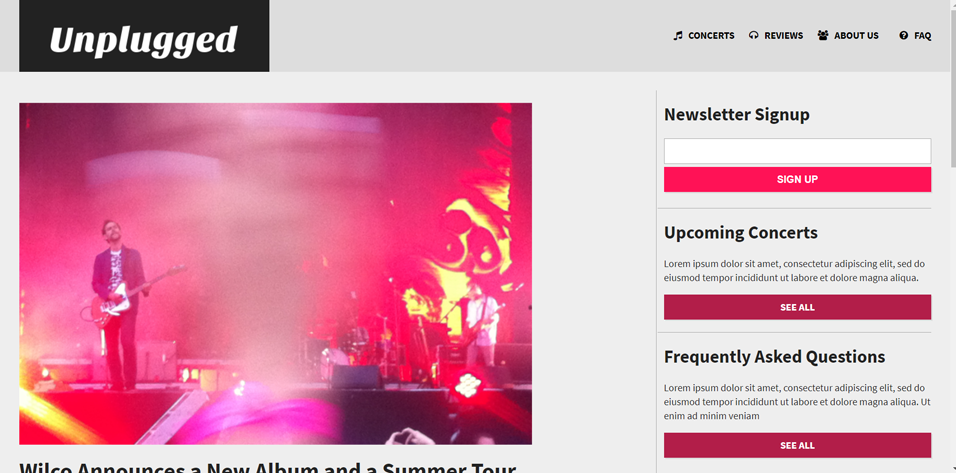 Unplugged
CONCERTS REVIEWS ABOUT US FAQ
Wilco Announces a New Album and a Summer Tour
Newsletter Signup
SIGN UP
Upcoming Concerts
Lorem ipsum dolor sit amet, consectetur adipiscing elit, sed do
eiusmod tempor incididunt ut labore et dolore magna aliqua.
SEE ALL
Frequently Asked Questions
Lorem ipsum dolor sit amet, consectetur adipiscing elit, sed do
eiusmod tempor incididunt ut labore et dolore magna aliqua. Ut
enim ad minim veniam
SEE ALL